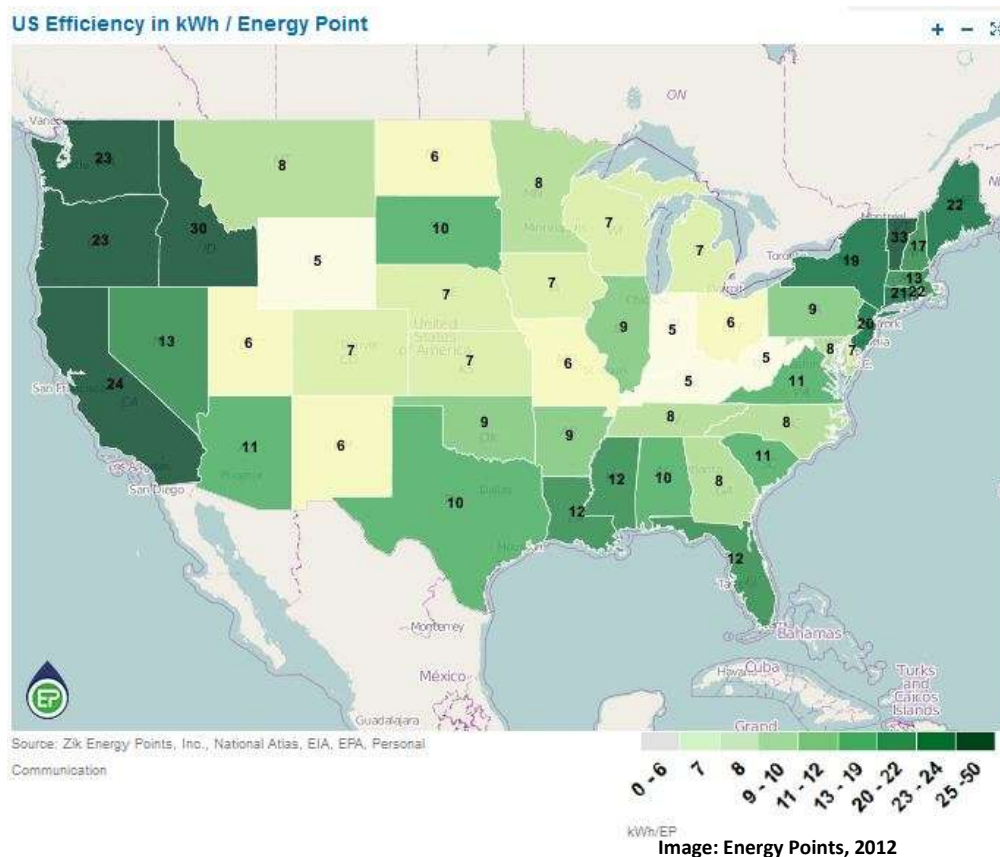 US Efficiency in kWh / Energy Point
+ −
ON
23
8
6
8
22
33
17
23
30
10
7
7
19
13
21
22
5
7
7
9
20
13
6
7
9
5
6
8
7
24
7
6
5
5
11
11
6
9
9
8
8
11
10
12
12
10
8
12
United States of America
San Diego
Monterrey
México
Guadalajara
Bahamas
Cuba
Turks and Caicos Islands
Grand
EP
Source: Zik Energy Points, Inc., National Atlas, EIA, EPA, Personal
Communication
0 - 6
7
8
9 - 10
11 - 12
13 - 19
20 - 22
23 - 24
25 -50
kWh/EP
Image: Energy Points, 2012